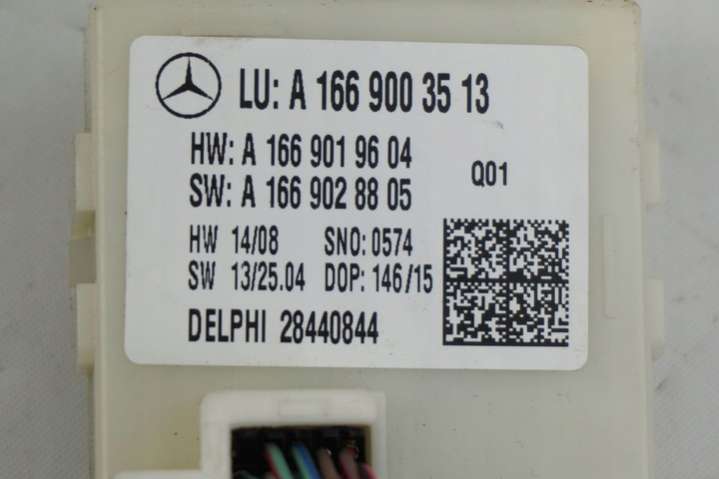 LU: A 166 900 35 13
HW: A 166 901 96 04
SW: A 166 902 88 05
Q01
HW 14/08 SNO: 0574
SW 13/25.04 DOP: 146/15
DELPHI 28440844